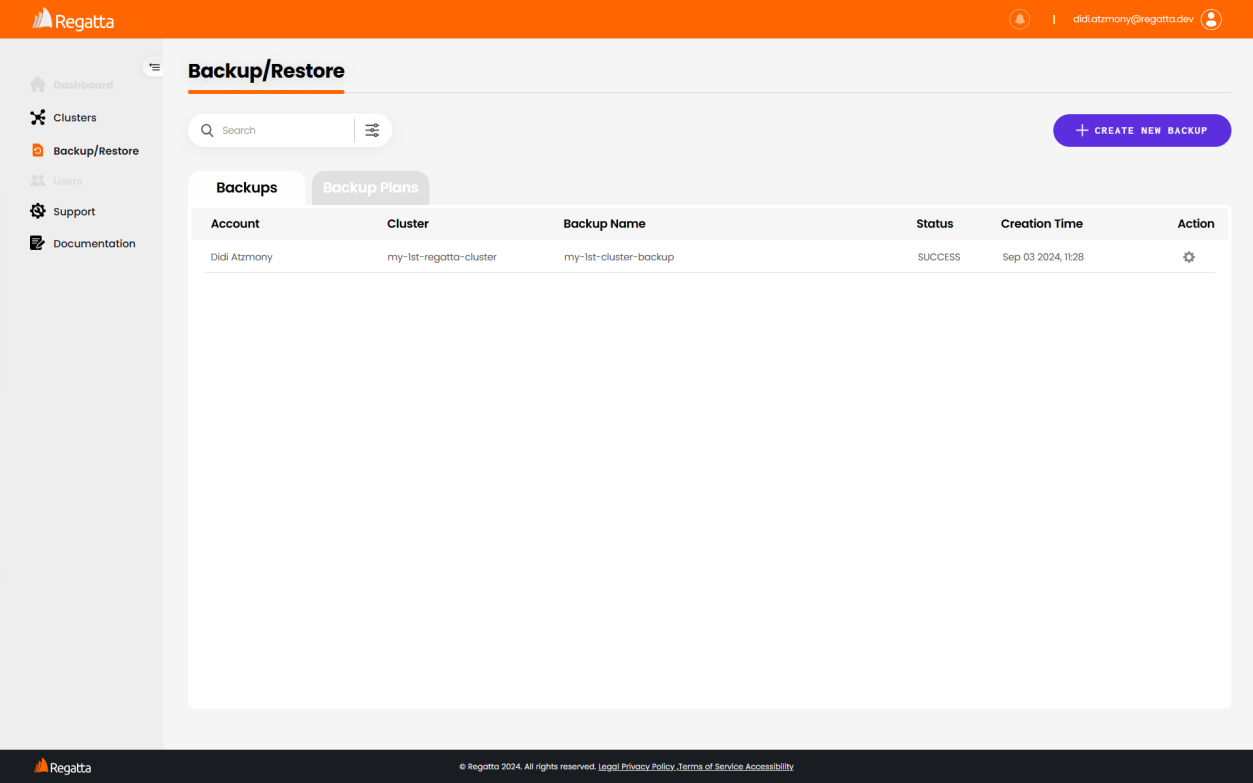 Regatta
didi.atzmony@regatta.dev
Dashboard
Clusters
Backup/Restore
Users
Support
Documentation
Backup/Restore
Search
CREATE NEW BACKUP
Backups Backup Plans
Account Cluster Backup Name Status Creation Time Action
Didi Atzmony my-1st-regatta-cluster my-1st-cluster-backup SUCCESS Sep 03 2024, 11:28
Regatta
© Regatta 2024. All rights reserved. Legal Privacy Policy ,Terms of Service Accessibility